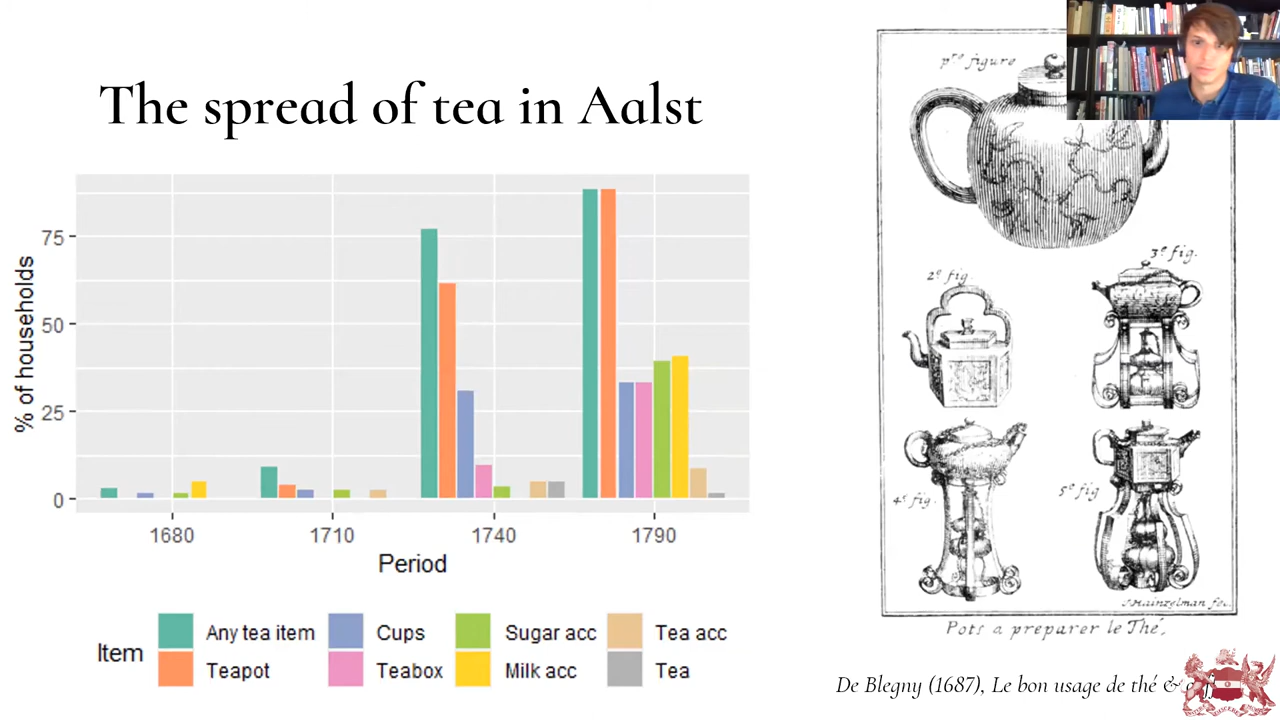 The spread of tea in Aalst
% of households
75
50
25
0
1680 1710 1740 1790
Period
Item
Any tea item Cups Sugar acc Tea acc
Teapot Teabox Milk acc Tea
pre figure
2e fig.
3e fig.
4e fig
5e fig
Pots a preparer le Thé,
De Blegny (1687), Le bon usage de thé &